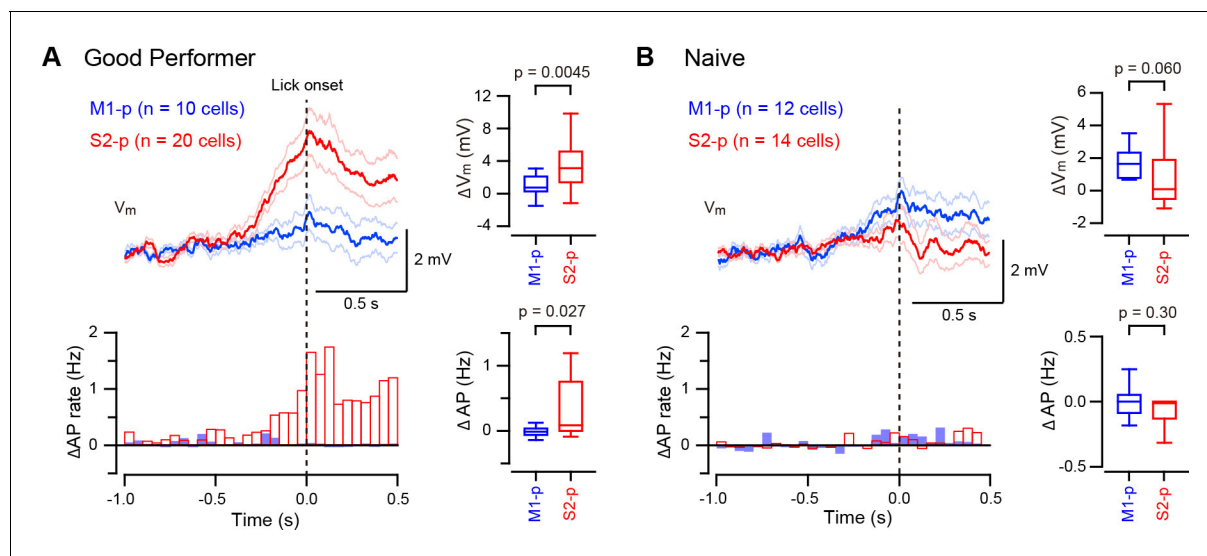 A Good Performer
M1-p (n = 10 cells)
S2-p (n = 20 cells)
Lick onset
Vm
2 mV
0.5 s
p = 0.0045
12
8
4
0
-4
ΔVm (mV)
M1-p
S2-p
2
1
0
ΔAP rate (Hz)
-1.0
-0.5
0.0
0.5
Time (s)
p = 0.027
1
0
Δ AP (Hz)
M1-p
S2-p
B Naive
M1-p (n = 12 cells)
S2-p (n = 14 cells)
Vm
2 mV
0.5 s
p = 0.060
6
4
2
0
-2
ΔVm (mV)
M1-p
S2-p
2
1
0
ΔAP rate (Hz)
-1.0
-0.5
0.0
0.5
Time (s)
p = 0.30
0.5
0.0
-0.5
Δ AP (Hz)
M1-p
S2-p